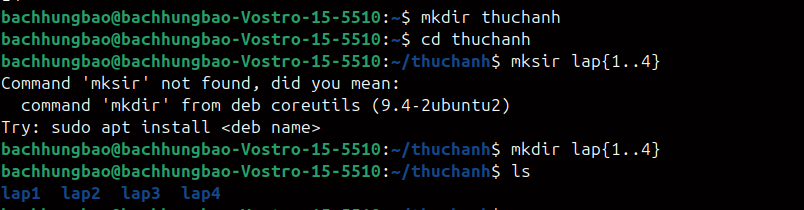 bachhungbao@bachhungbao-Vostro-15-5510:~$ mkdir thuchanh
bachhungbao@bachhungbao-Vostro-15-5510:~$ cd thuchanh
bachhungbao@bachhungbao-Vostro-15-5510:~/thuchanh$ mksir lap{1..4}
Command 'mksir' not found, did you mean:
  command 'mkdir' from deb coreutils (9.4-2ubuntu2)
Try: sudo apt install <deb name>
bachhungbao@bachhungbao-Vostro-15-5510:~/thuchanh$ mkdir lap{1..4}
bachhungbao@bachhungbao-Vostro-15-5510:~/thuchanh$ ls
lap1  lap2  lap3  lap4